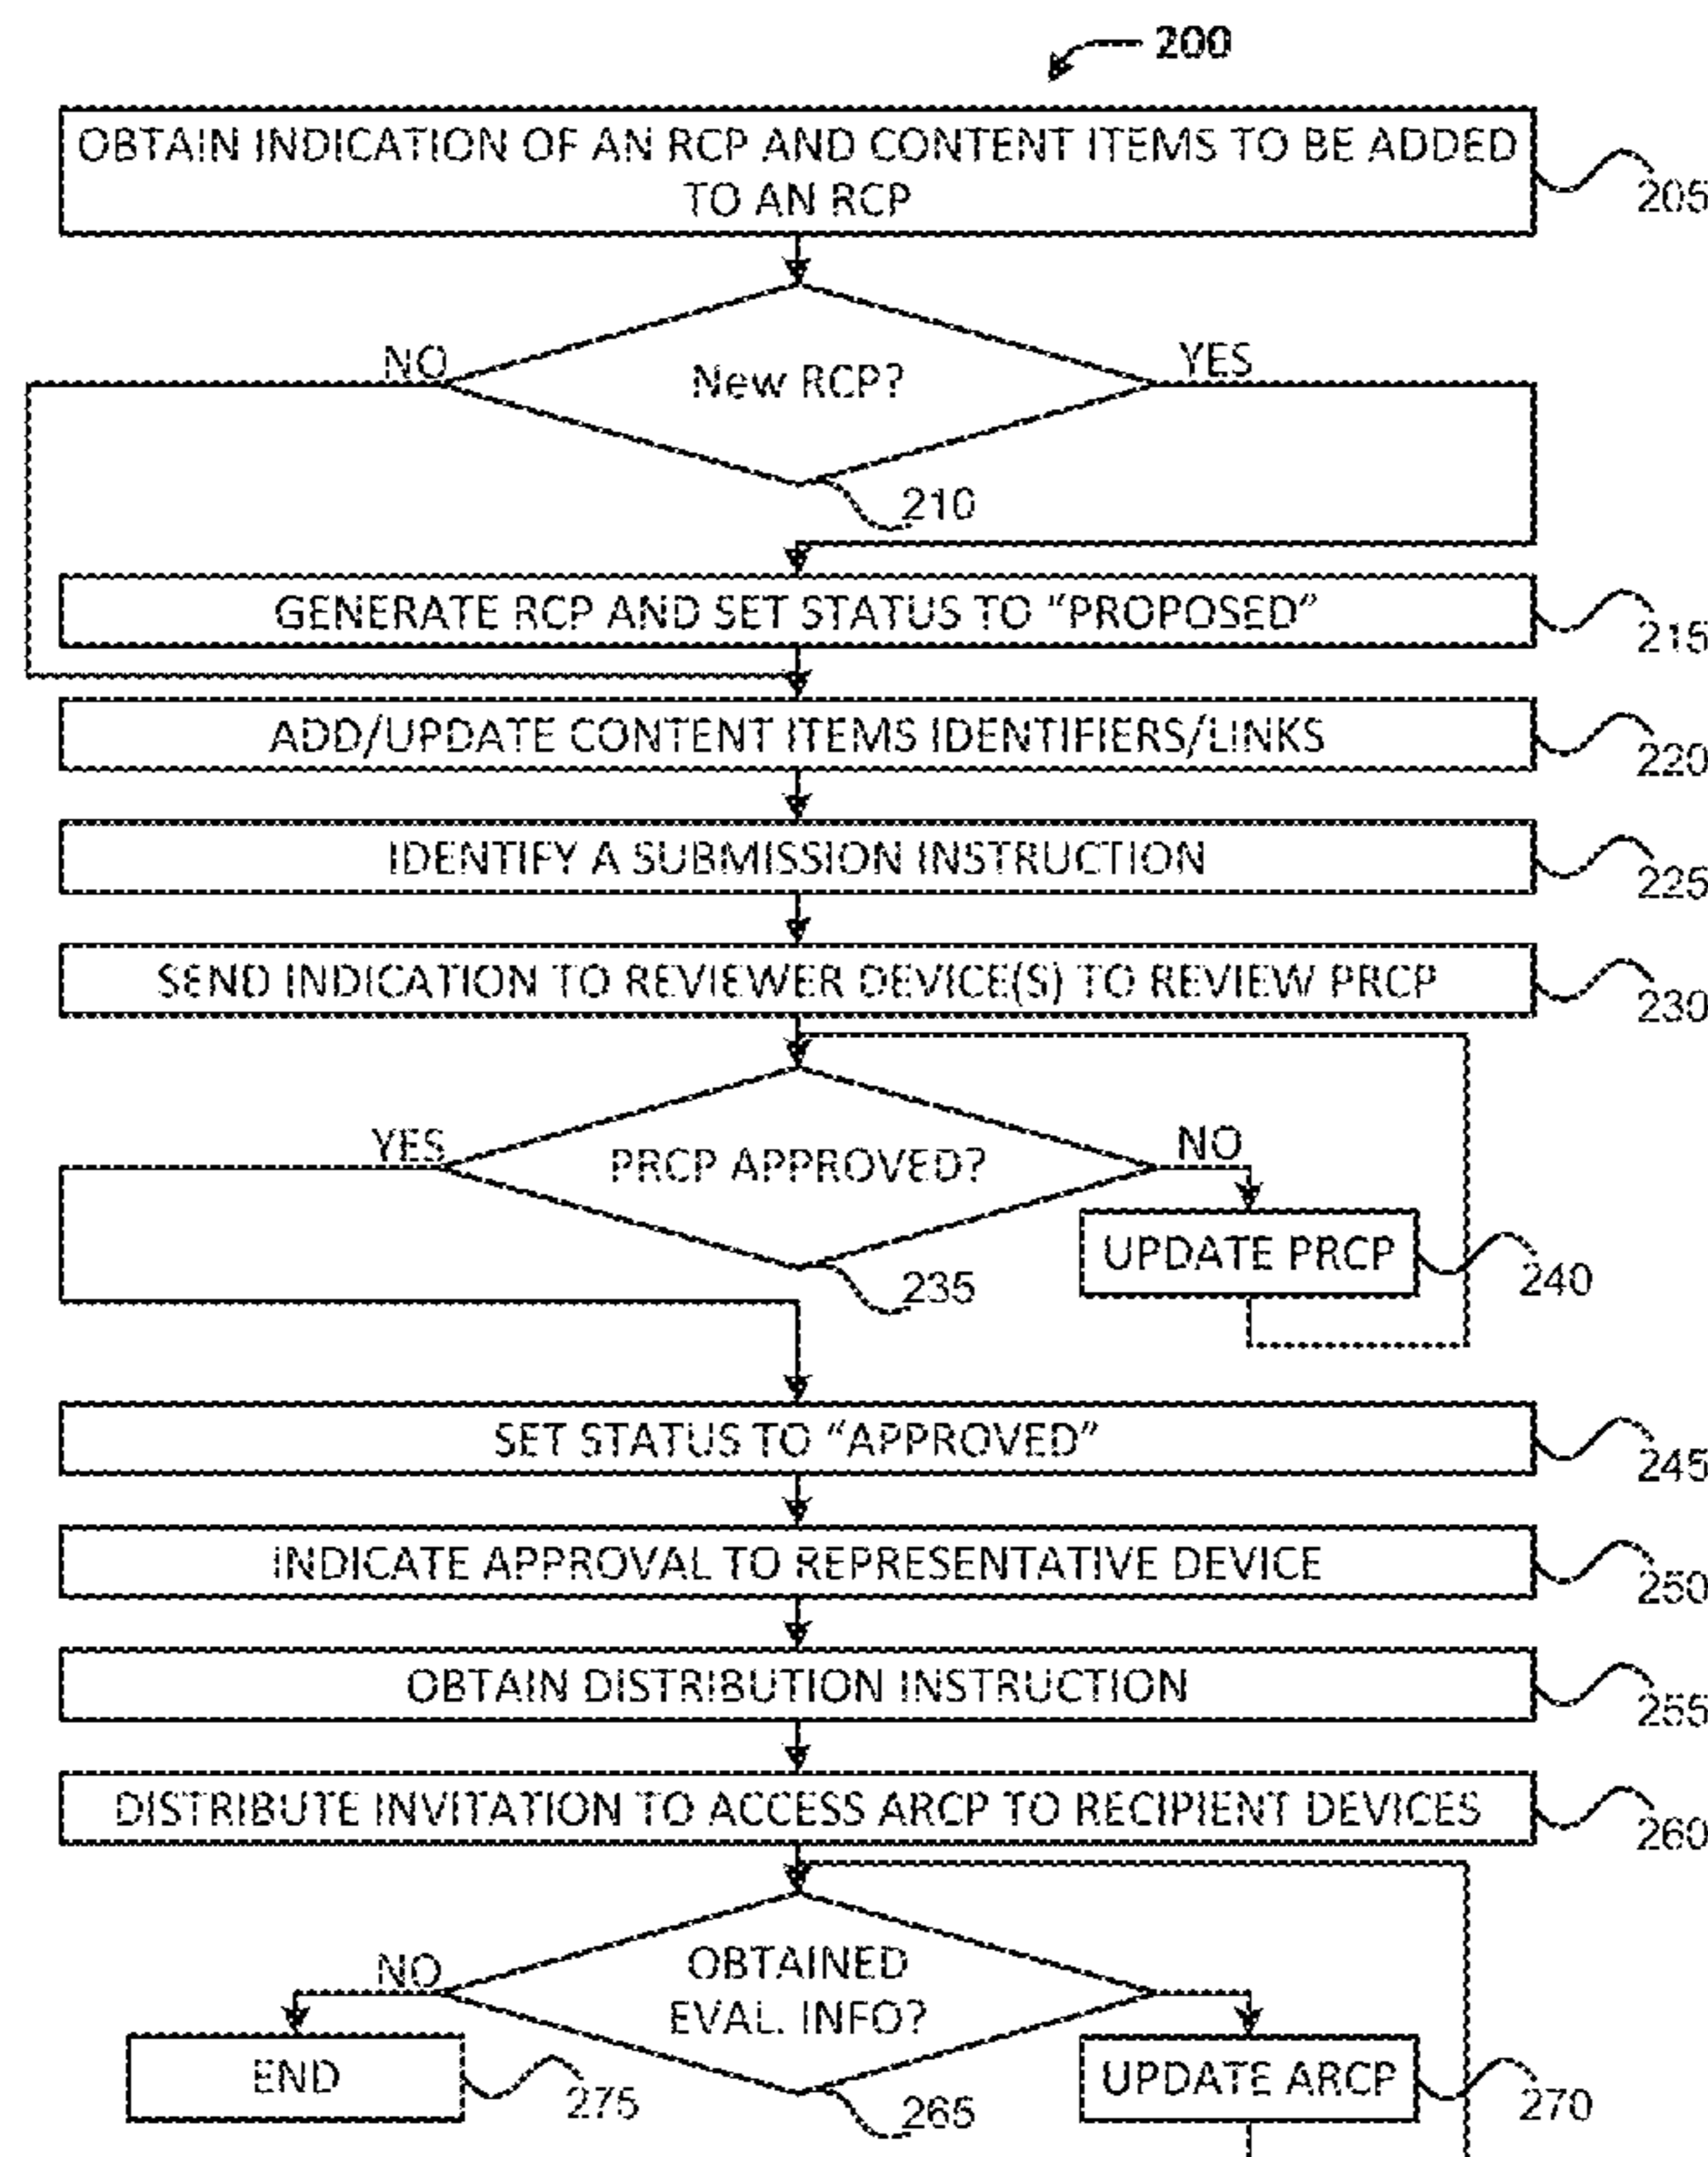 200
OBTAIN INDICATION OF AN RCP AND CONTENT ITEMS TO BE ADDED
TO AN RCP
205
NO
New RCP?
YES
210
GENERATE RCP AND SET STATUS TO “PROPOSED”
215
ADD/UPDATE CONTENT ITEMS IDENTIFIERS/LINKS
220
IDENTIFY A SUBMISSION INSTRUCTION
225
SEND INDICATION TO REVIEWER DEVICE(S) TO REVIEW PRCP
230
YES
PRCP APPROVED?
NO
235
UPDATE PRCP
240
SET STATUS TO “APPROVED”
245
INDICATE APPROVAL TO REPRESENTATIVE DEVICE
250
OBTAIN DISTRIBUTION INSTRUCTION
255
DISTRIBUTE INVITATION TO ACCESS ARCP TO RECIPIENT DEVICES
260
NO
OBTAINED
EVAL. INFO?
END
275
265
UPDATE ARCP
270